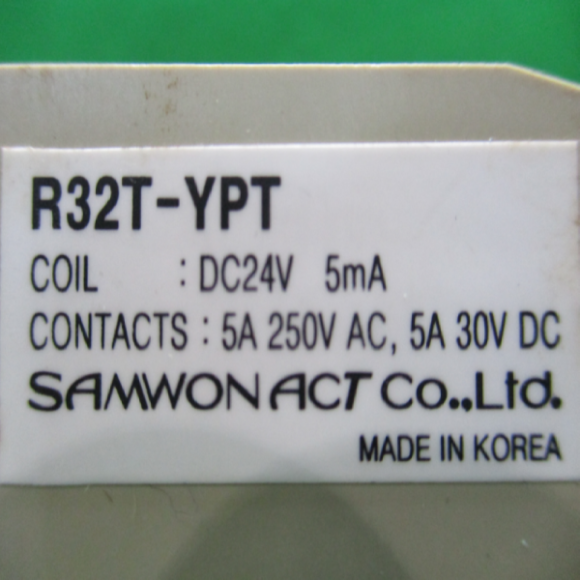 R32T-YPT
COIL : DC24V 5mA
CONTACTS : 5A 250V AC, 5A 30V DC
SAMWON ACT Co.,Ltd.
MADE IN KOREA